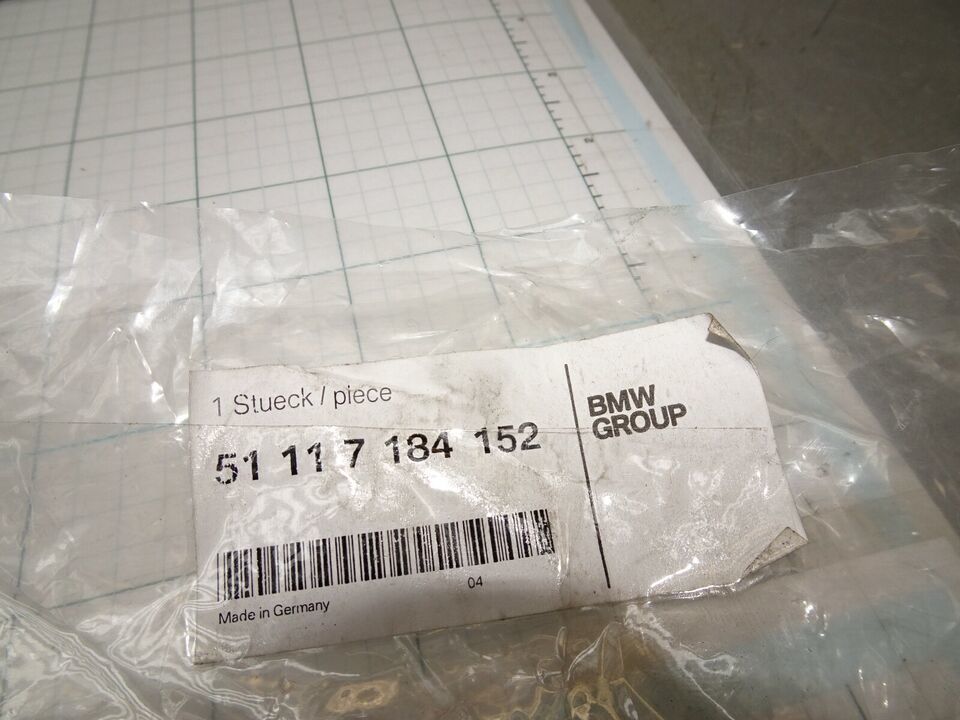 1 Stueck / piece
51 11 7 184 152
BMW
GROUP
04
Made in Germany